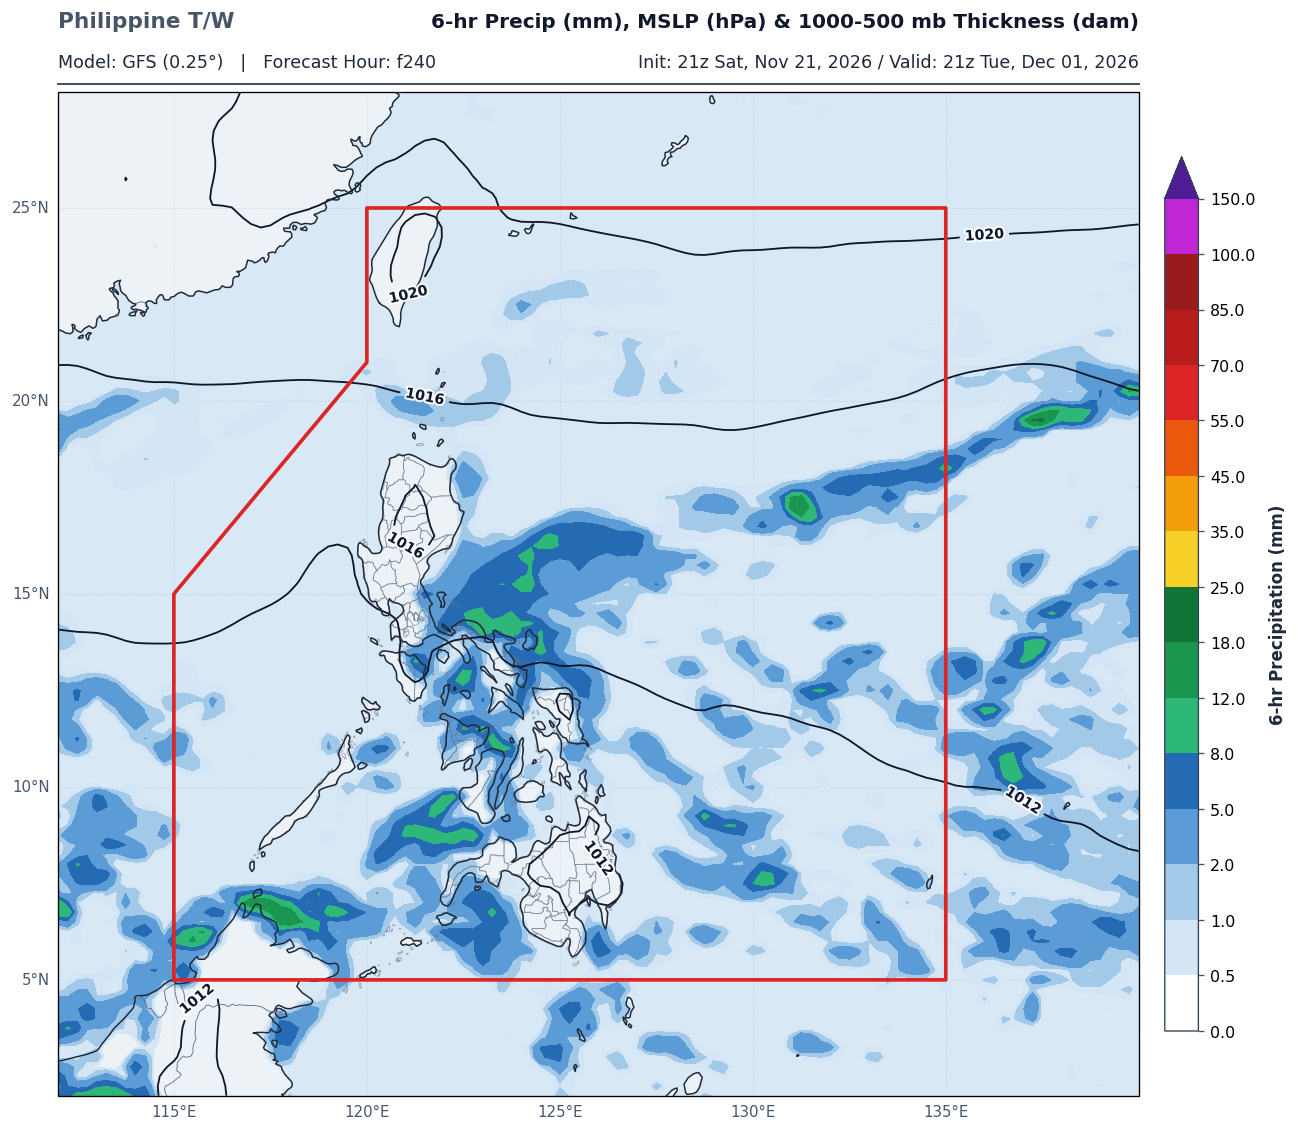 Philippine T/W
6-hr Precip (mm), MSLP (hPa) & 1000-500 mb Thickness (dam)
Model: GFS (0.25°) | Forecast Hour: f240
Init: 21z Sat, Nov 21, 2026 / Valid: 21z Tue, Dec 01, 2026
25°N
20°N
15°N
10°N
5°N
115°E
120°E
125°E
130°E
135°E
1020
1020
1016
1016
1012
1012
1012
150.0
100.0
85.0
70.0
55.0
45.0
35.0
25.0
18.0
12.0
8.0
5.0
2.0
1.0
0.5
0.0
6-hr Precipitation (mm)